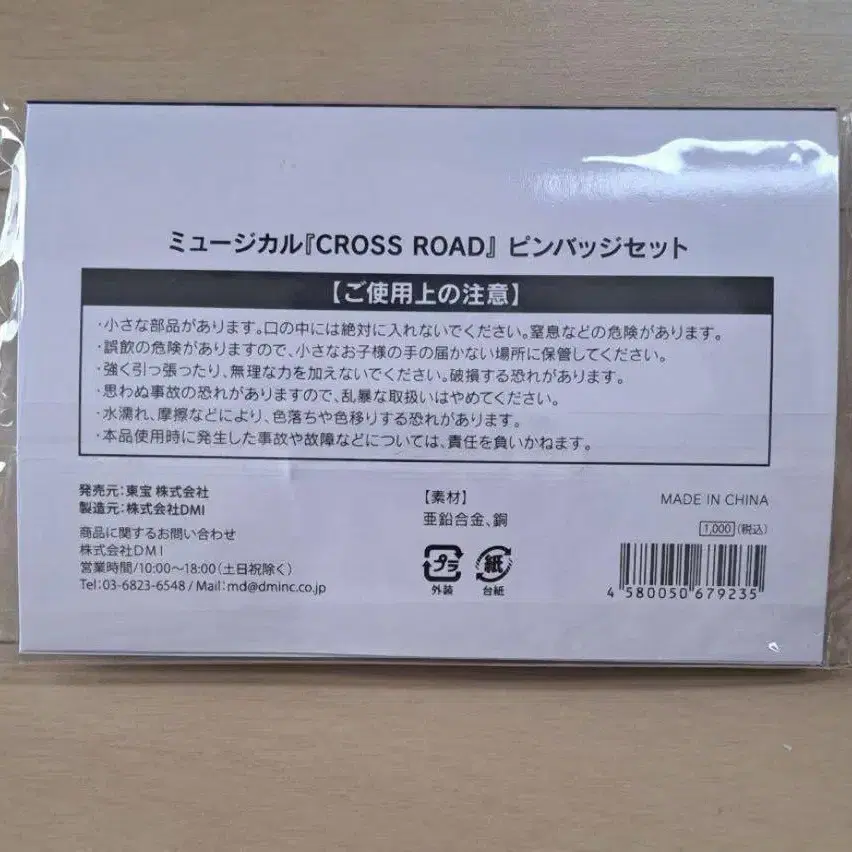 ミュージカル『CROSS ROAD』 ピンバッジセット
【ご使用上の注意】
・小さな部品があります。口の中には絶対に入れないでください。窒息などの危険があります。
・誤飲の危険がありますので、小さなお子様の手の届かない場所に保管してください。
・強く引っ張ったり、無理な力を加えないでください。破損する恐れがあります。
・思わぬ事故の恐れがありますので、乱暴な取扱いはやめてください。
・水濡れ、摩擦などにより、色落ちや色移りする恐れがあります。
・本品使用時に発生した事故や故障などについては、責任を負いかねます。
発売元:東宝 株式会社
製造元:株式会社DMI
商品に関するお問い合わせ
株式会社DMI
営業時間/10:00～18:00(土日祝除く)
Tel:03-6823-6548 / Mail:md@dminc.co.jp
【素材】
亜鉛合金、銅
プラ
外装
紙
台紙
MADE IN CHINA
1,000 (税込)
4 580050 679235